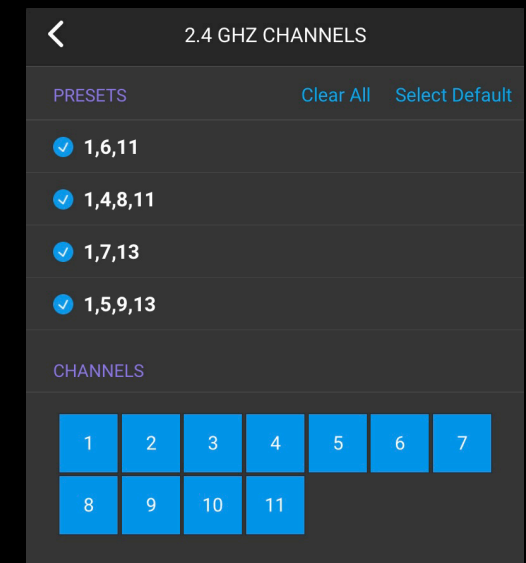 2.4 GHZ CHANNELS
PRESETS Clear All Select Default
1,6,11
1,4,8,11
1,7,13
1,5,9,13
CHANNELS
1 2 3 4 5 6 7
8 9 10 11